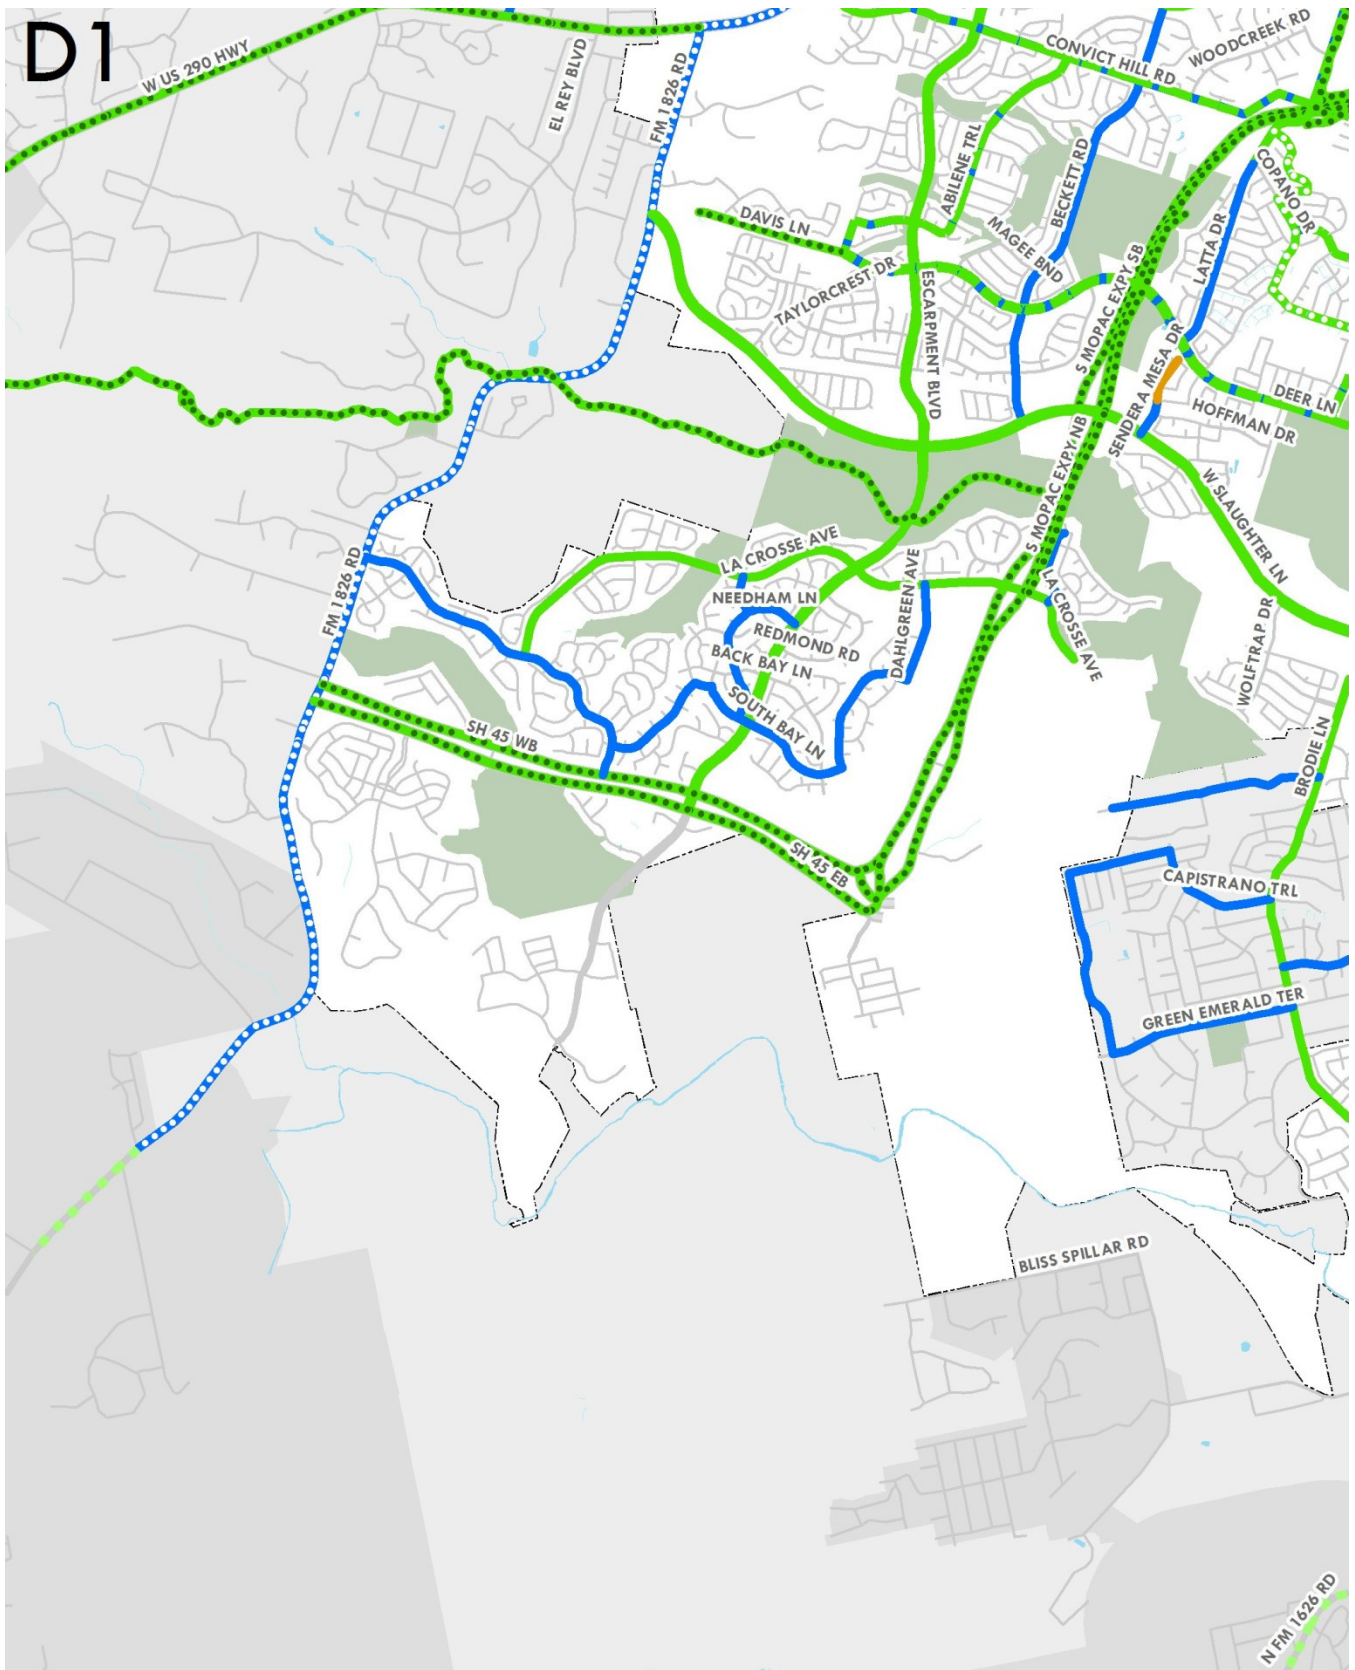 D1
W US 290 HWY
EL REY BLVD
FM 1826 RD
CONVICT HILL RD
WOODCREEK RD
ABILENE TRL
BECKETT RD
COPANO DR
DAVIS LN
MAGEE BND
LATTA DR
TAYLORCREST DR
ESCARPMENT BLVD
S MOPAC EXPY SB
SENDERA MESA DR
DEER LN
HOFFMAN DR
S MOPAC EXPY NB
W SLAUGHTER LN
LA CROSSE AVE
FM 1826 RD
NEEDHAM LN
REDMOND RD
DAHLGREEN AVE
LA CROSSE AVE
BACK BAY LN
WOLFTRAP DR
SOUTH BAY LN
SH 45 WB
BRODIE LN
SH 45 EB
CAPISTRANO TRL
GREEN EMERALD TER
BLISS SPILLAR RD
N FM 1626 RD